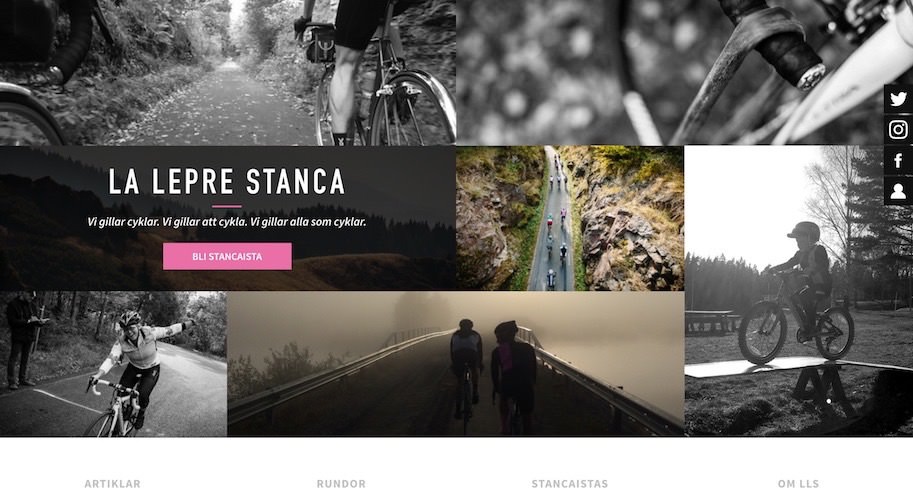 LA LEPRE STANCA
Vi gillar cyklar. Vi gillar att cykla. Vi gillar alla som cyklar.
BLI STANCAISTA
ARTIKLAR
RUNDOR
STANCAISTAS
OM LLS